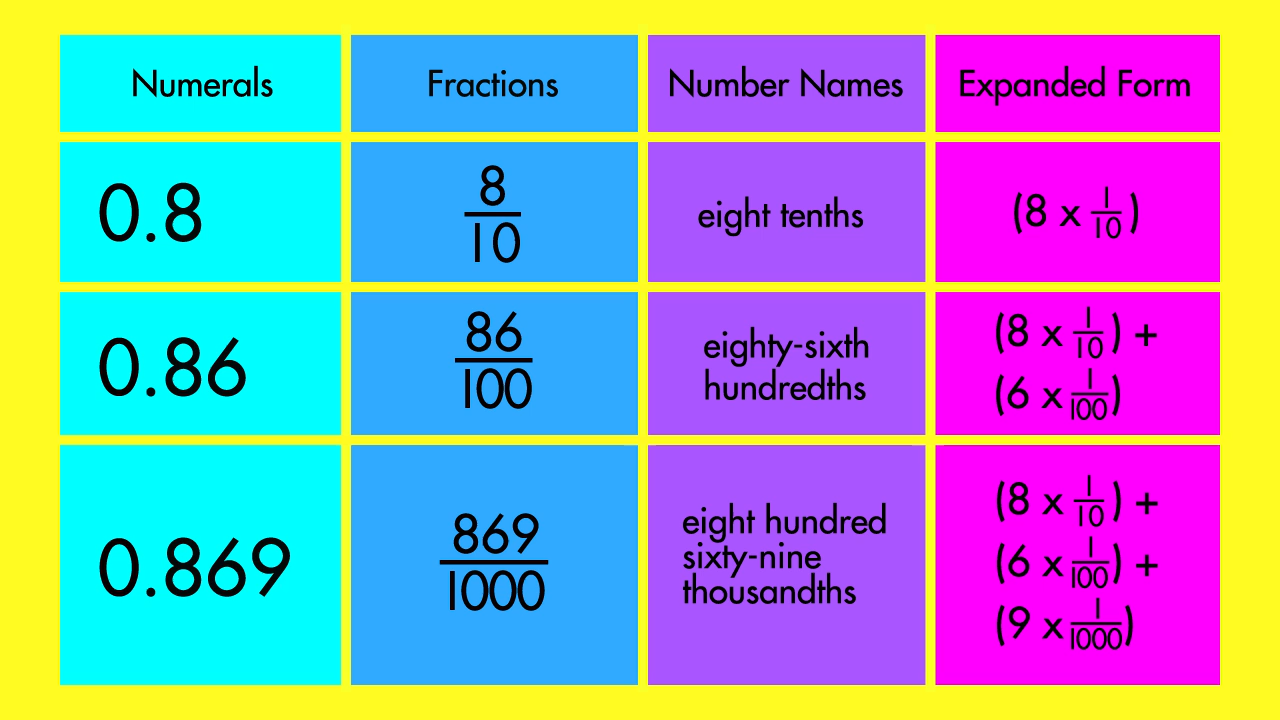 Numerals Fractions Number Names Expanded Form
0.8 8/10 eight tenths (8 x 1/10)
0.86 86/100 eighty-sixth
hundredths (8 x 1/10) +
(6 x 1/100)
0.869 869/1000 eight hundred
sixty-nine
thousandths (8 x 1/10) +
(6 x 1/100) +
(9 x 1/1000)